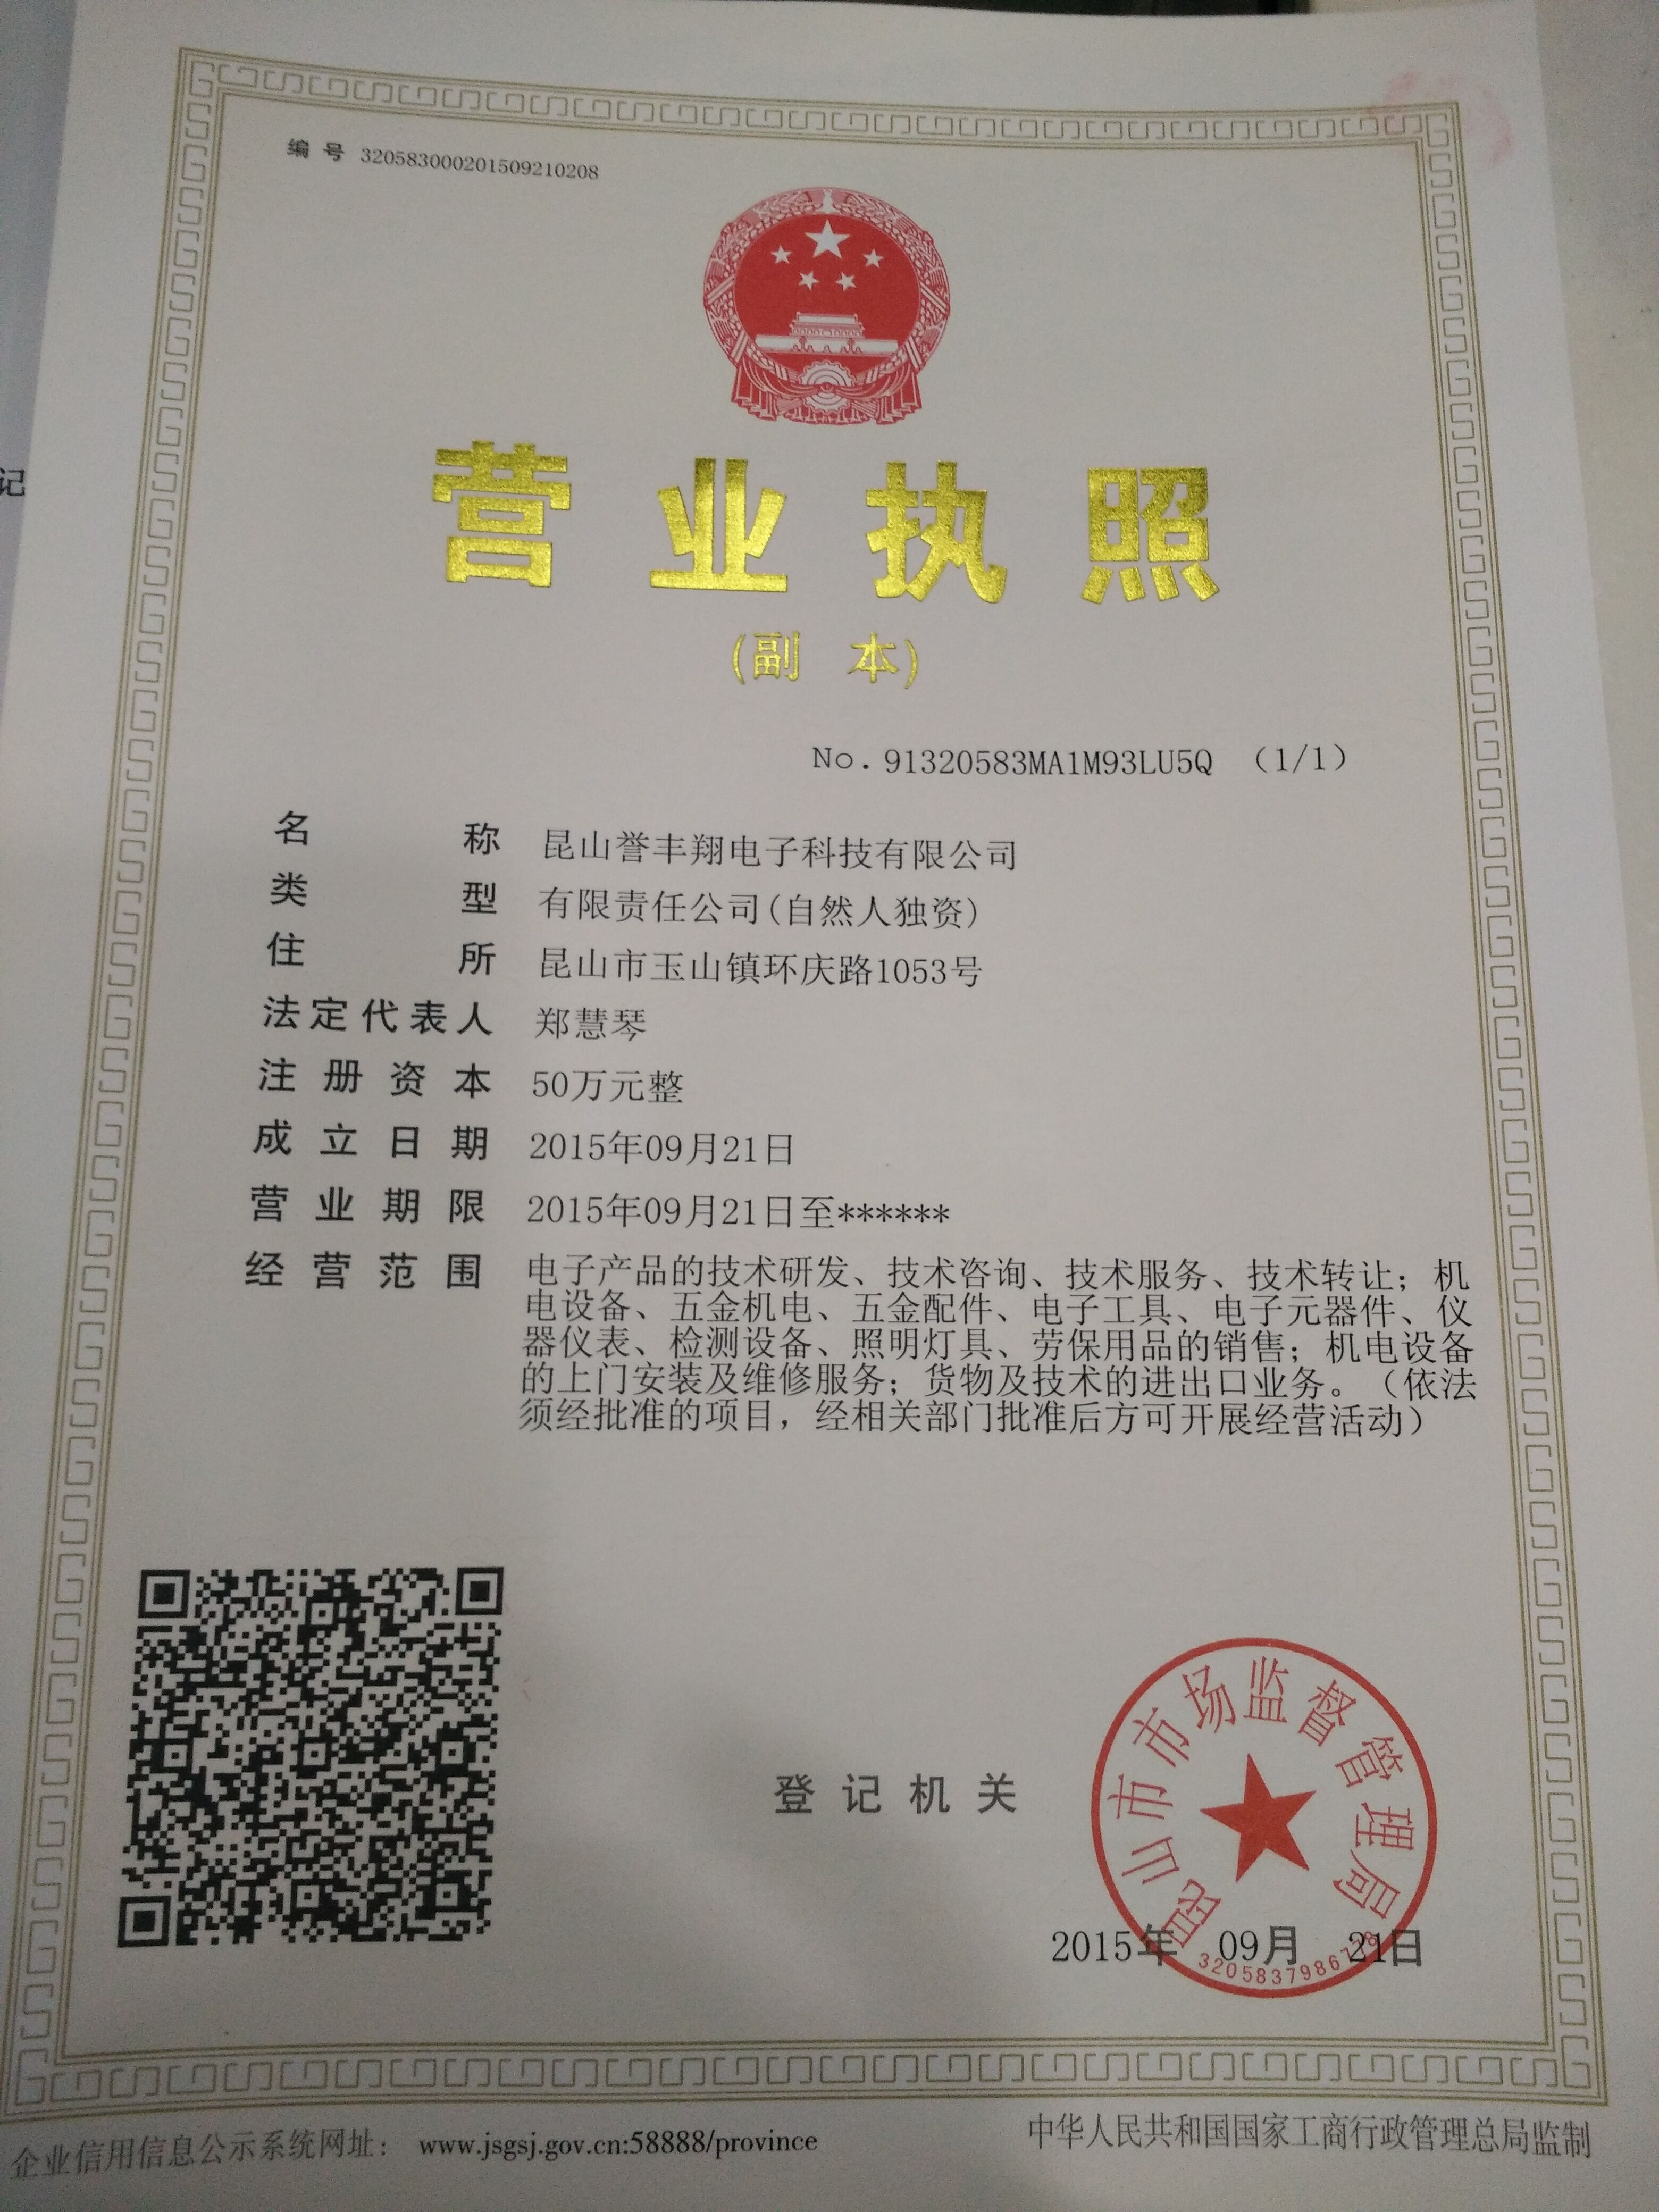 编号 320583000201509210208
营业执照
(副 本)
No. 91320583MA1M93LU5Q （1/1）
名称 昆山誉丰翔电子科技有限公司
类型 有限责任公司(自然人独资)
住所 昆山市玉山镇环庆路1053号
法定代表人 郑慧琴
注册资本 50万元整
成立日期 2015年09月21日
营业期限 2015年09月21日至******
经营范围 电子产品的技术研发、技术咨询、技术服务、技术转让；机
电设备、五金机电、五金配件、电子工具、电子元器件、仪
器仪表、检测设备、照明灯具、劳保用品的销售；机电设备
的上门安装及维修服务；货物及技术的进出口业务。（依法
须经批准的项目，经相关部门批准后方可开展经营活动）
记
登记机关
昆山市市场监督管理局
2015年 09月 21日
企业信用信息公示系统网址： www.jsgsj.gov.cn:58888/province
中华人民共和国国家工商行政管理总局监制